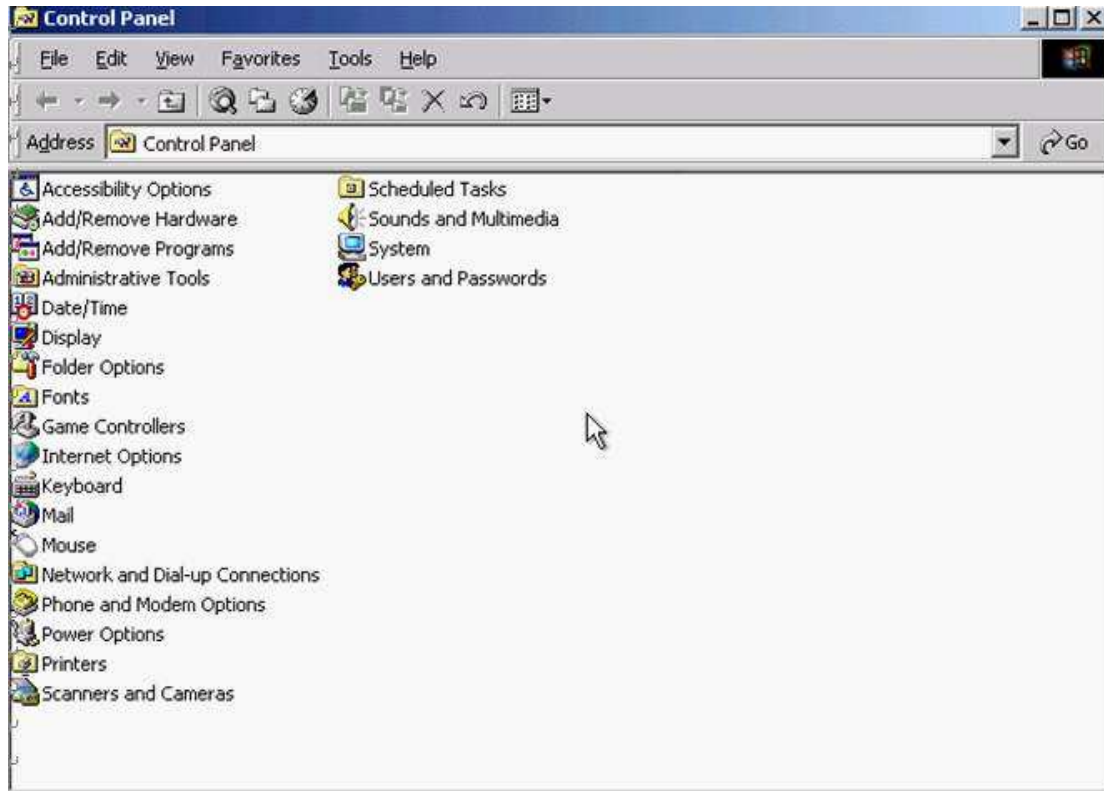 Control Panel
File Edit View Favorites Tools Help
Address Control Panel Go
Accessibility Options
Add/Remove Hardware
Add/Remove Programs
Administrative Tools
Date/Time
Display
Folder Options
Fonts
Game Controllers
Internet Options
Keyboard
Mail
Mouse
Network and Dial-up Connections
Phone and Modem Options
Power Options
Printers
Scanners and Cameras
Scheduled Tasks
Sounds and Multimedia
System
Users and Passwords